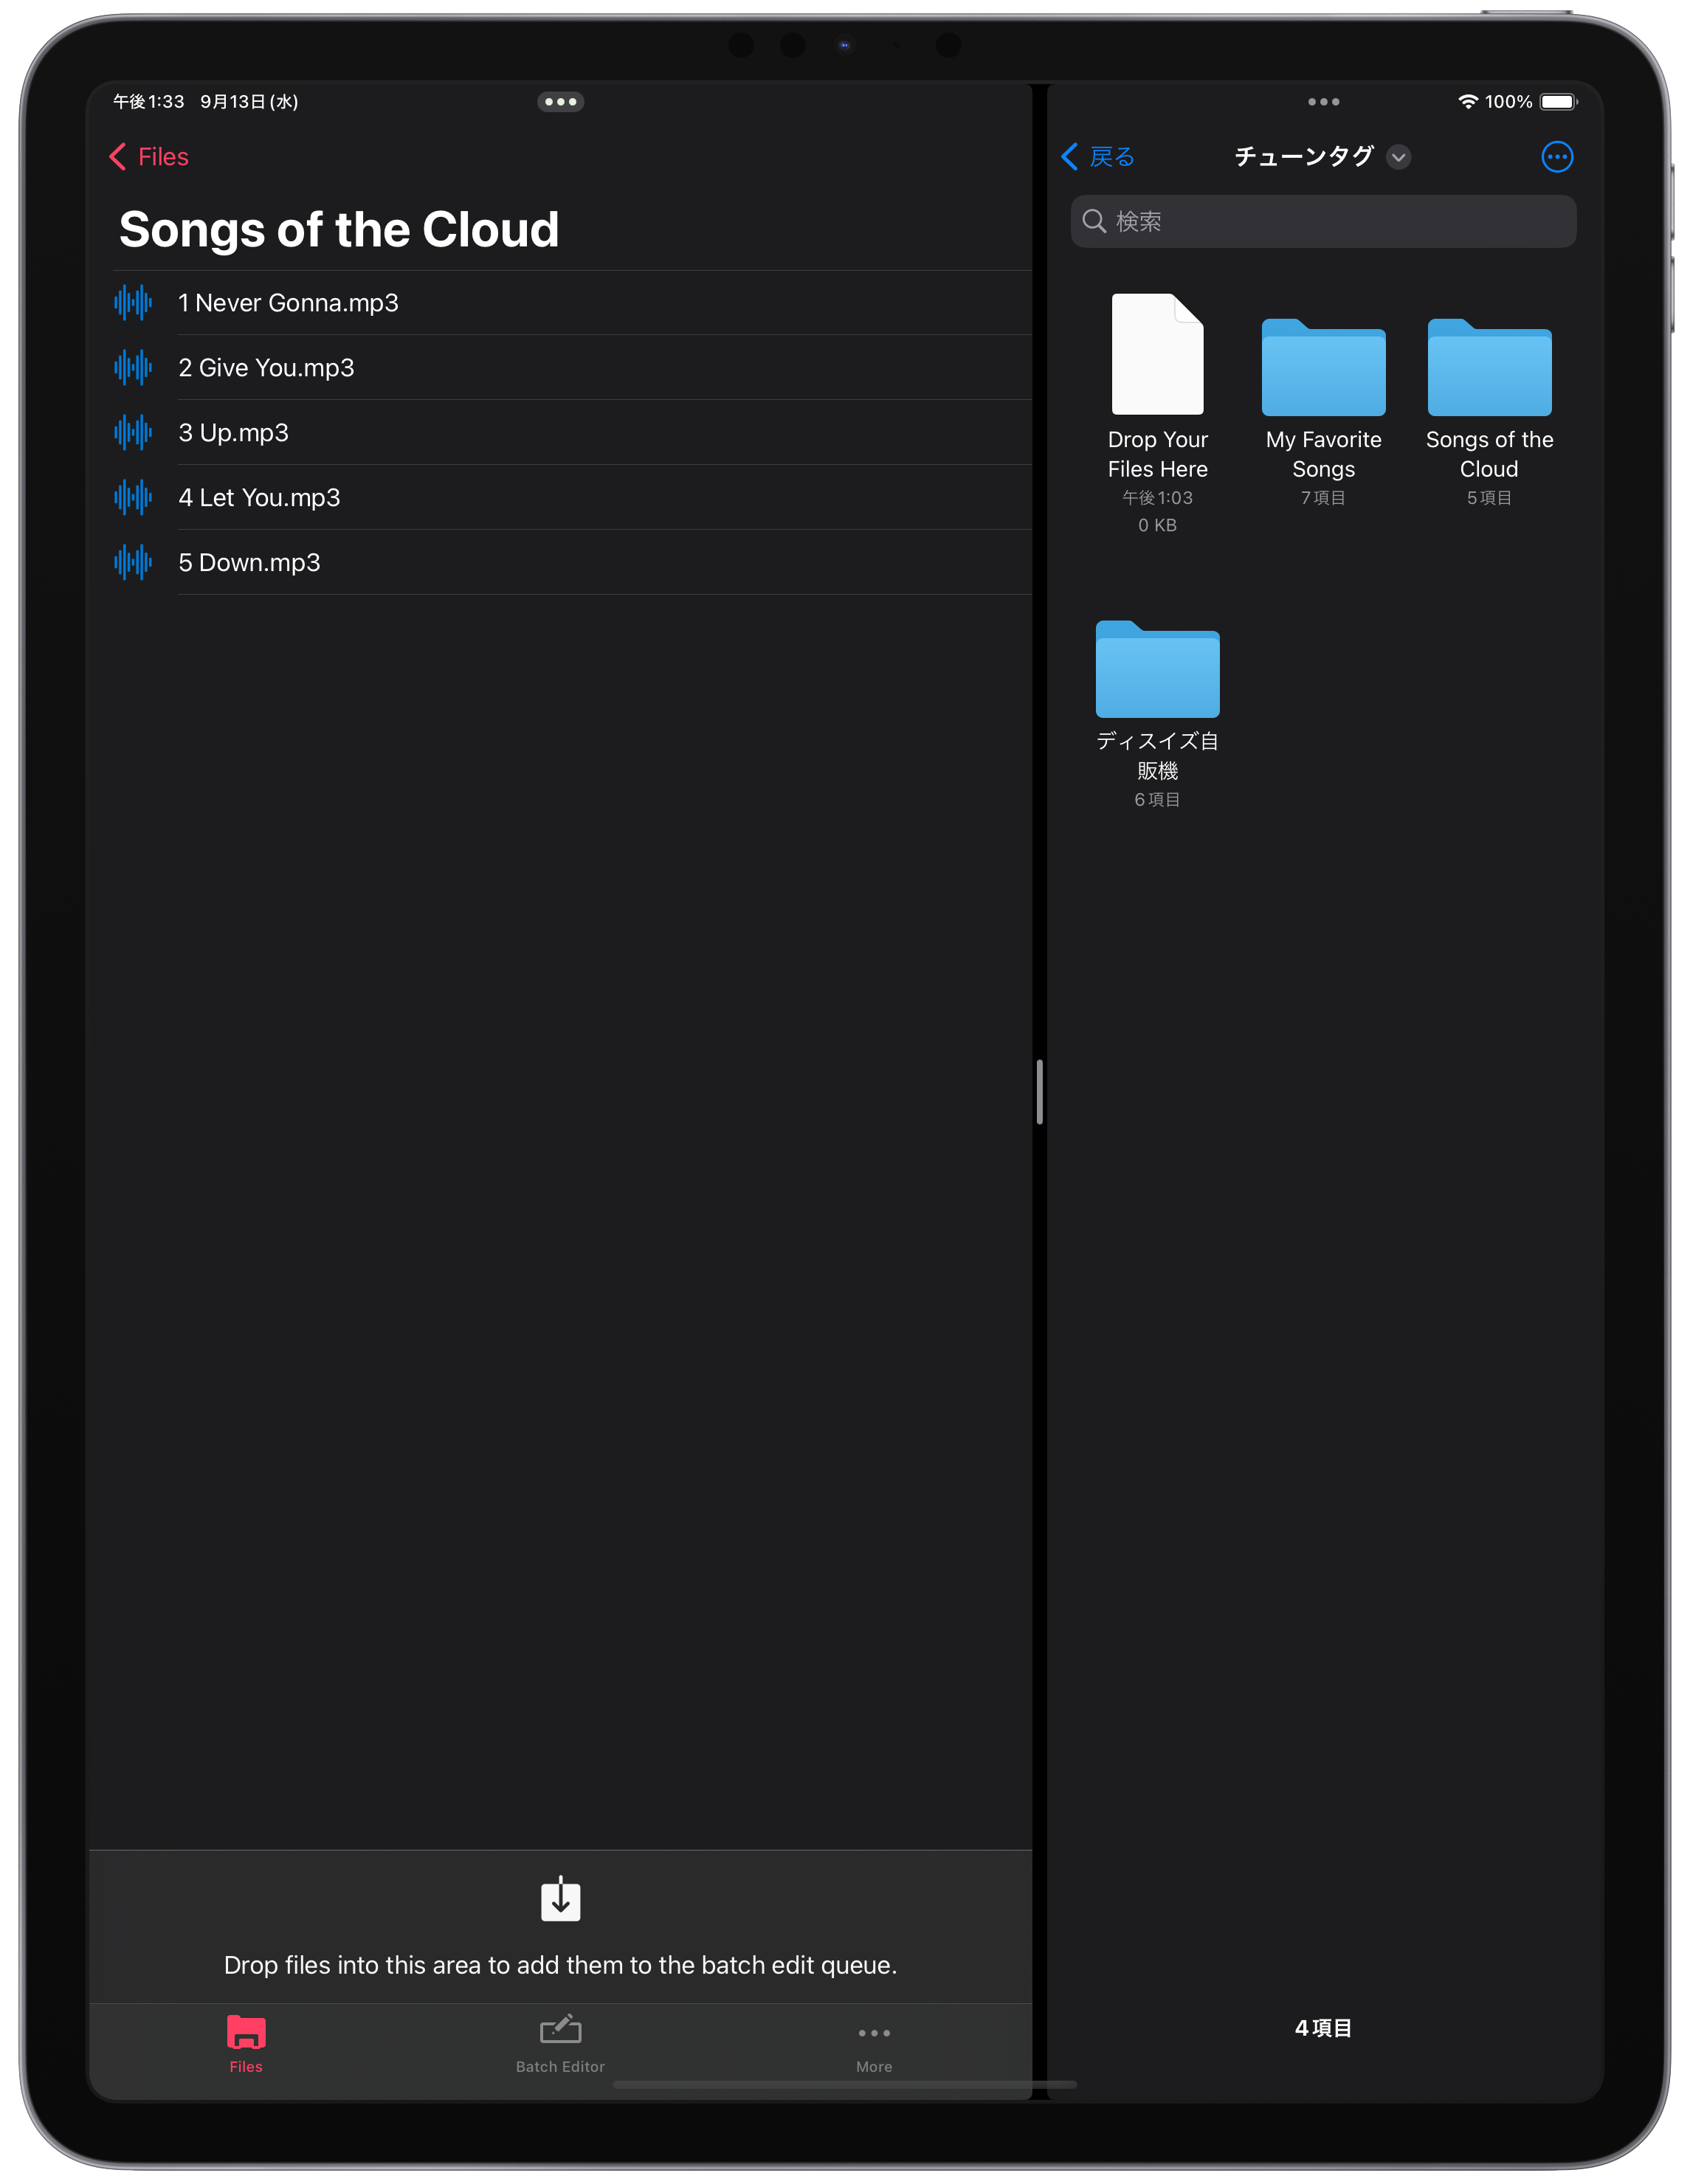 午後1:33 9月13日(水)
Files
Songs of the Cloud
1 Never Gonna.mp3
2 Give You.mp3
3 Up.mp3
4 Let You.mp3
5 Down.mp3
Drop files into this area to add them to the batch edit queue.
Files
Batch Editor
More
100%
戻る
チューンタグ
検索
Drop Your
Files Here
午後1:03
0 KB
My Favorite
Songs
7項目
Songs of the
Cloud
5項目
ディスイズ自
販機
6項目
4項目